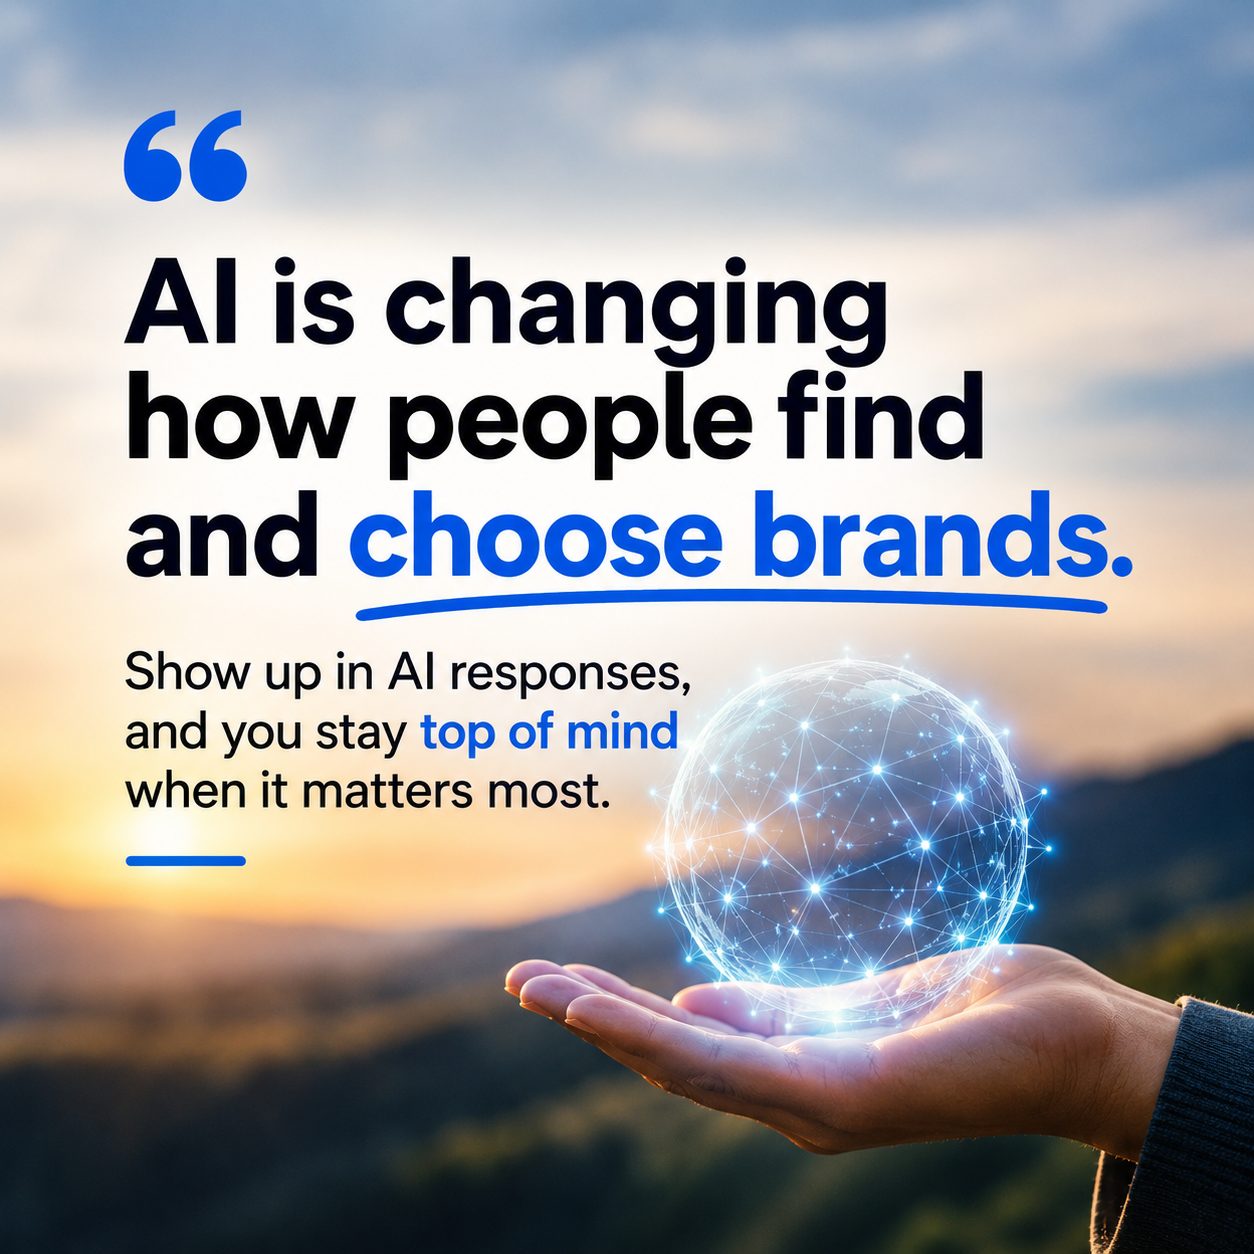 “
AI is changing
how people find
and choose brands.
Show up in AI responses,
and you stay top of mind
when it matters most.